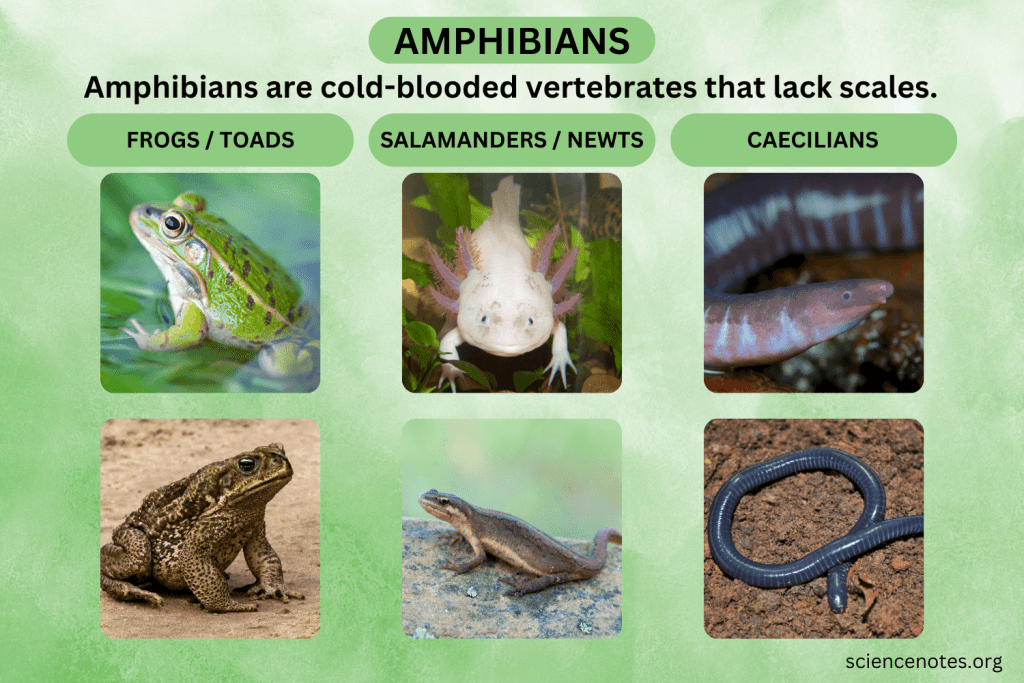 AMPHIBIANS
Amphibians are cold-blooded vertebrates that lack scales.
FROGS / TOADS
SALAMANDERS / NEWTS
CAECILIANS
sciencenotes.org